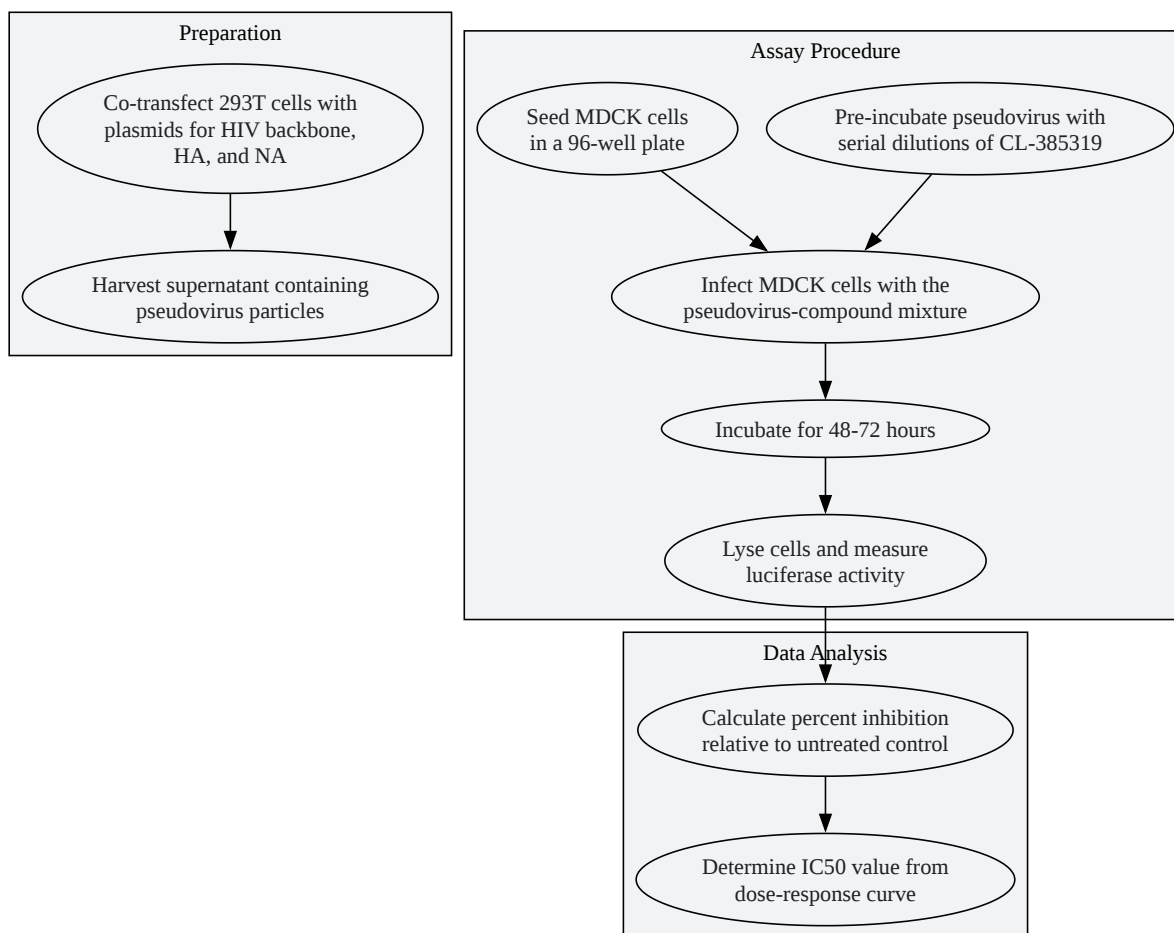 Preparation
Co-transfect 293T cells with
plasmids for HIV backbone,
HA, and NA
Harvest supernatant containing
pseudovirus particles
Assay Procedure
Seed MDCK cells
in a 96-well plate
Pre-incubate pseudovirus with
serial dilutions of CL-385319
Infect MDCK cells with the
pseudovirus-compound mixture
Incubate for 48-72 hours
Lyse cells and measure
luciferase activity
Data Analysis
Calculate percent inhibition
relative to untreated control
Determine IC50 value from
dose-response curve